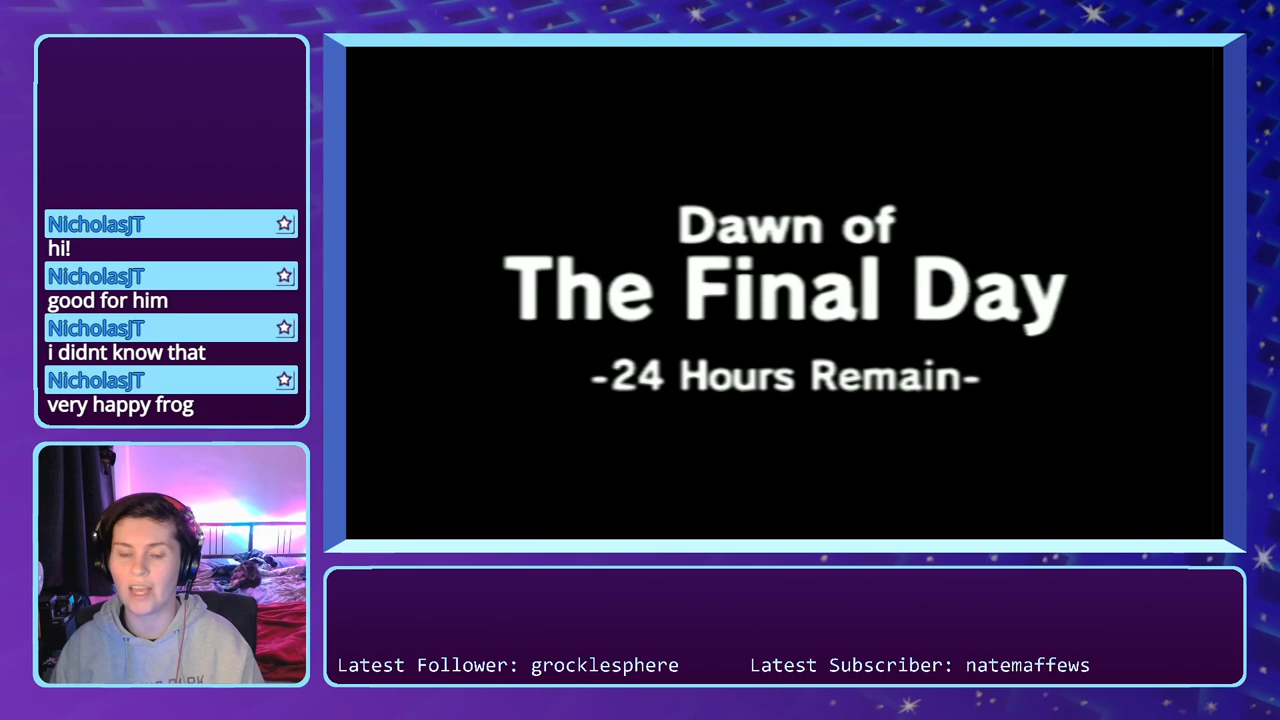 NicholasJT
hi!
NicholasJT
good for him
NicholasJT
i didnt know that
NicholasJT
very happy frog
Dawn of
The Final Day
-24 Hours Remain-
Latest Follower: grocklesphere
Latest Subscriber: natemaffews